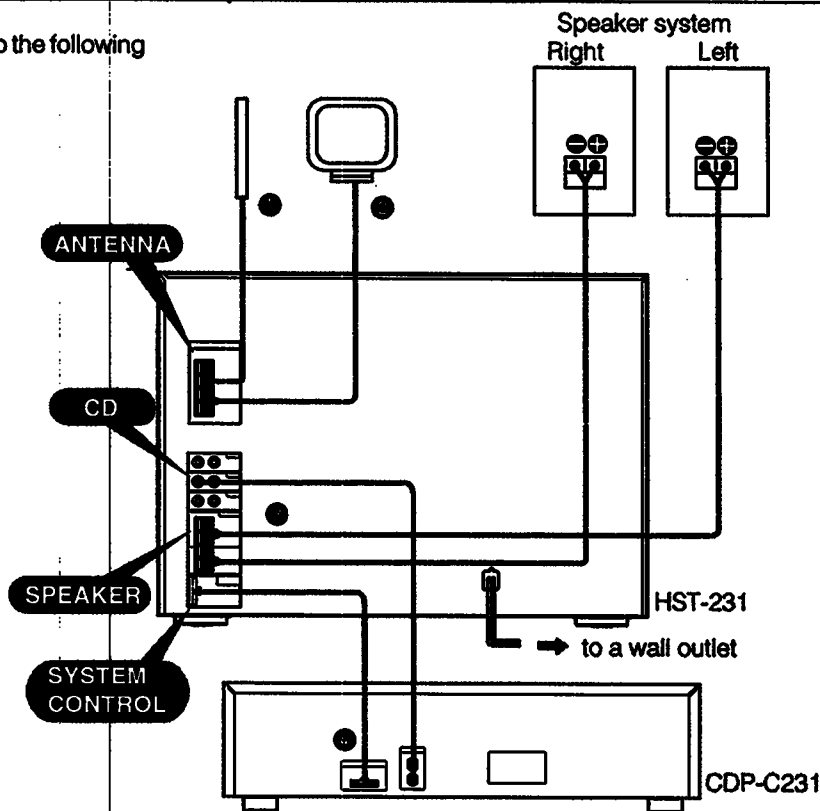 o the following
Speaker system
Right Left
ANTENNA
CD
SPEAKER
HST-231
to a wall outlet
SYSTEM
CONTROL
CDP-C231